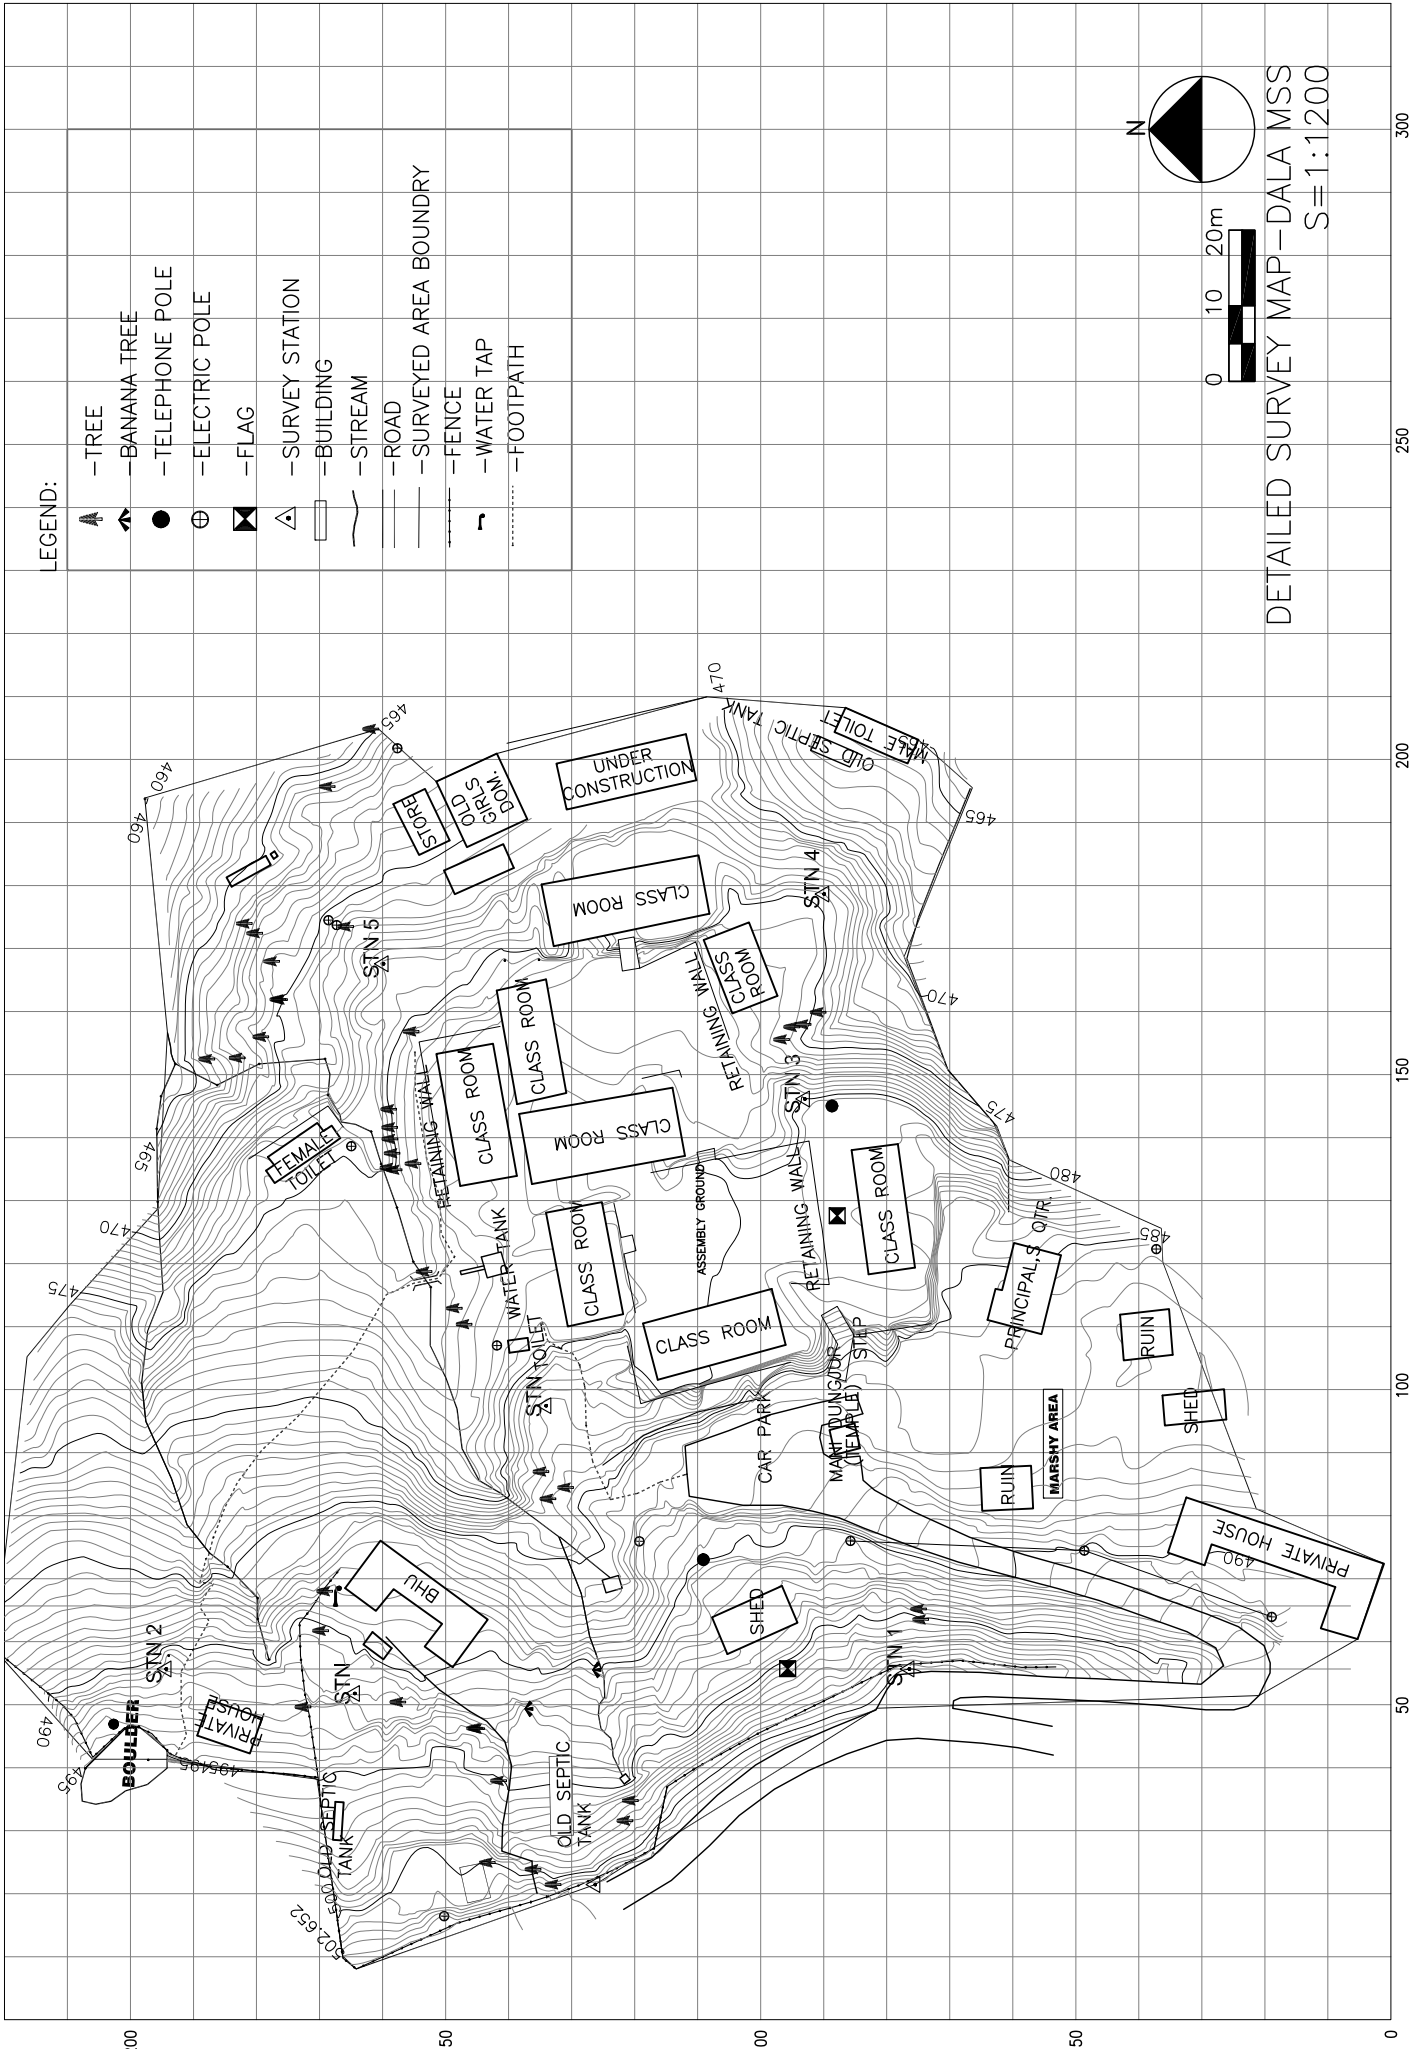 LEGEND:
—TREE
—BANANA TREE
—TELEPHONE POLE
—ELECTRIC POLE
—FLAG
—SURVEY STATION
—BUILDING
—STREAM
—ROAD
—SURVEYED AREA BOUNDRY
—FENCE
—WATER TAP
—FOOTPATH
N
0 10 20m
DETAILED SURVEY MAP—DALA MSS
S=1:1200
460
460
465
465
470
475
490
495
495
495
500
502.652
470
465
465
470
475
480
485
490
STORE
OLD
GIRLS
DOM.
UNDER
CONSTRUCTION
OLD SEPTIC TANK
MALE TOILET
CLASS ROOM
STN 4
STN 5
CLASS
ROOM
RETAINING WALL
CLASS ROOM
CLASS ROOM
RETAINING WALL
CLASS ROOM
STN 3
FEMALE
TOILET
ASSEMBLY GROUND
RETAINING WALL
CLASS ROOM
CLASS ROOM
WATER TANK
CLASS ROOM
PRINCIPAL,S QTR.
STN
TOILET
STEP
MANI DUNGJUR
(TEMPLE)
CAR PARK
RUIN
SHED
MARSHY AREA
RUIN
PRIVATE HOUSE
BHU
SHED
STN 2
STN
STN 1
BOULDER
PRIVATE
HOUSE
OLD SEPTIC
TANK
OLD SEPTIC
TANK
00
50
00
50
0
50
100
150
200
250
300